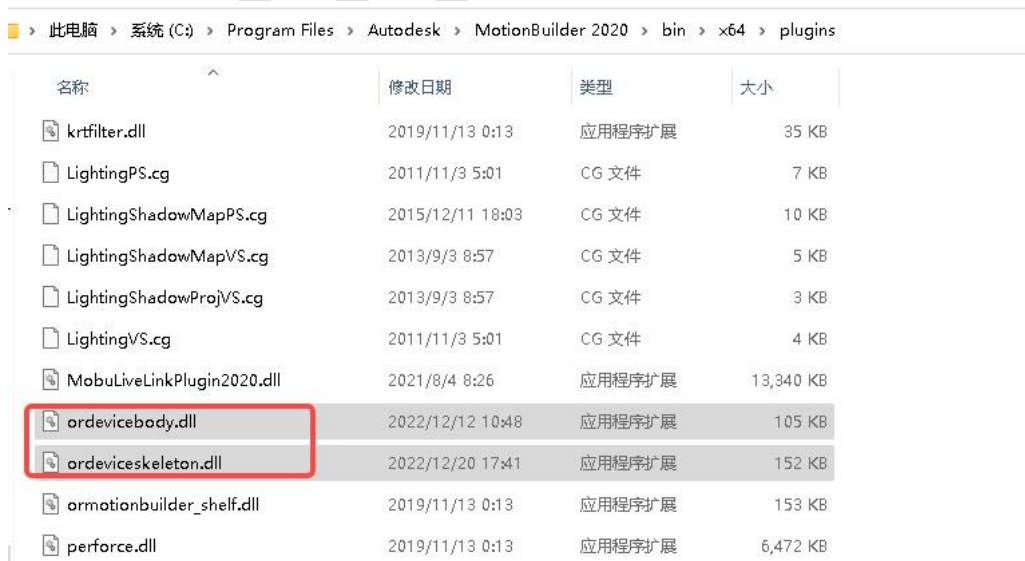 此电脑 > 系统 (C:) > Program Files > Autodesk > MotionBuilder 2020 > bin > x64 > plugins
名称 修改日期 类型 大小
krtfilter.dll 2019/11/13 0:13 应用程序扩展 35 KB
LightingPS.cg 2011/11/3 5:01 CG 文件 7 KB
LightingShadowMapPS.cg 2015/12/11 18:03 CG 文件 10 KB
LightingShadowMapVS.cg 2013/9/3 8:57 CG 文件 5 KB
LightingShadowProjVS.cg 2013/9/3 8:57 CG 文件 3 KB
LightingVS.cg 2011/11/3 5:01 CG 文件 4 KB
MobuLiveLinkPlugin2020.dll 2021/8/4 8:26 应用程序扩展 13,340 KB
ordevicebody.dll 2022/12/12 10:48 应用程序扩展 105 KB
ordeviceskeleton.dll 2022/12/20 17:41 应用程序扩展 152 KB
ormotionbuilder_shelf.dll 2019/11/13 0:13 应用程序扩展 153 KB
perforce.dll 2019/11/13 0:13 应用程序扩展 6,472 KB